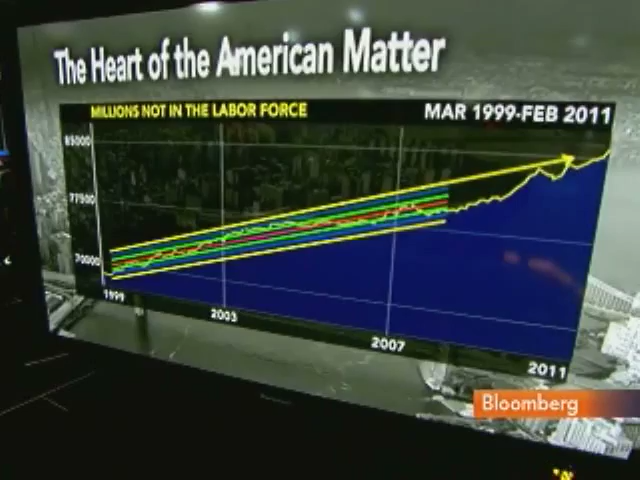 The Heart of the American Matter
MILLIONS NOT IN THE LABOR FORCE
MAR 1999-FEB 2011
85000
77500
70000
1999
2003
2007
2011
Bloomberg